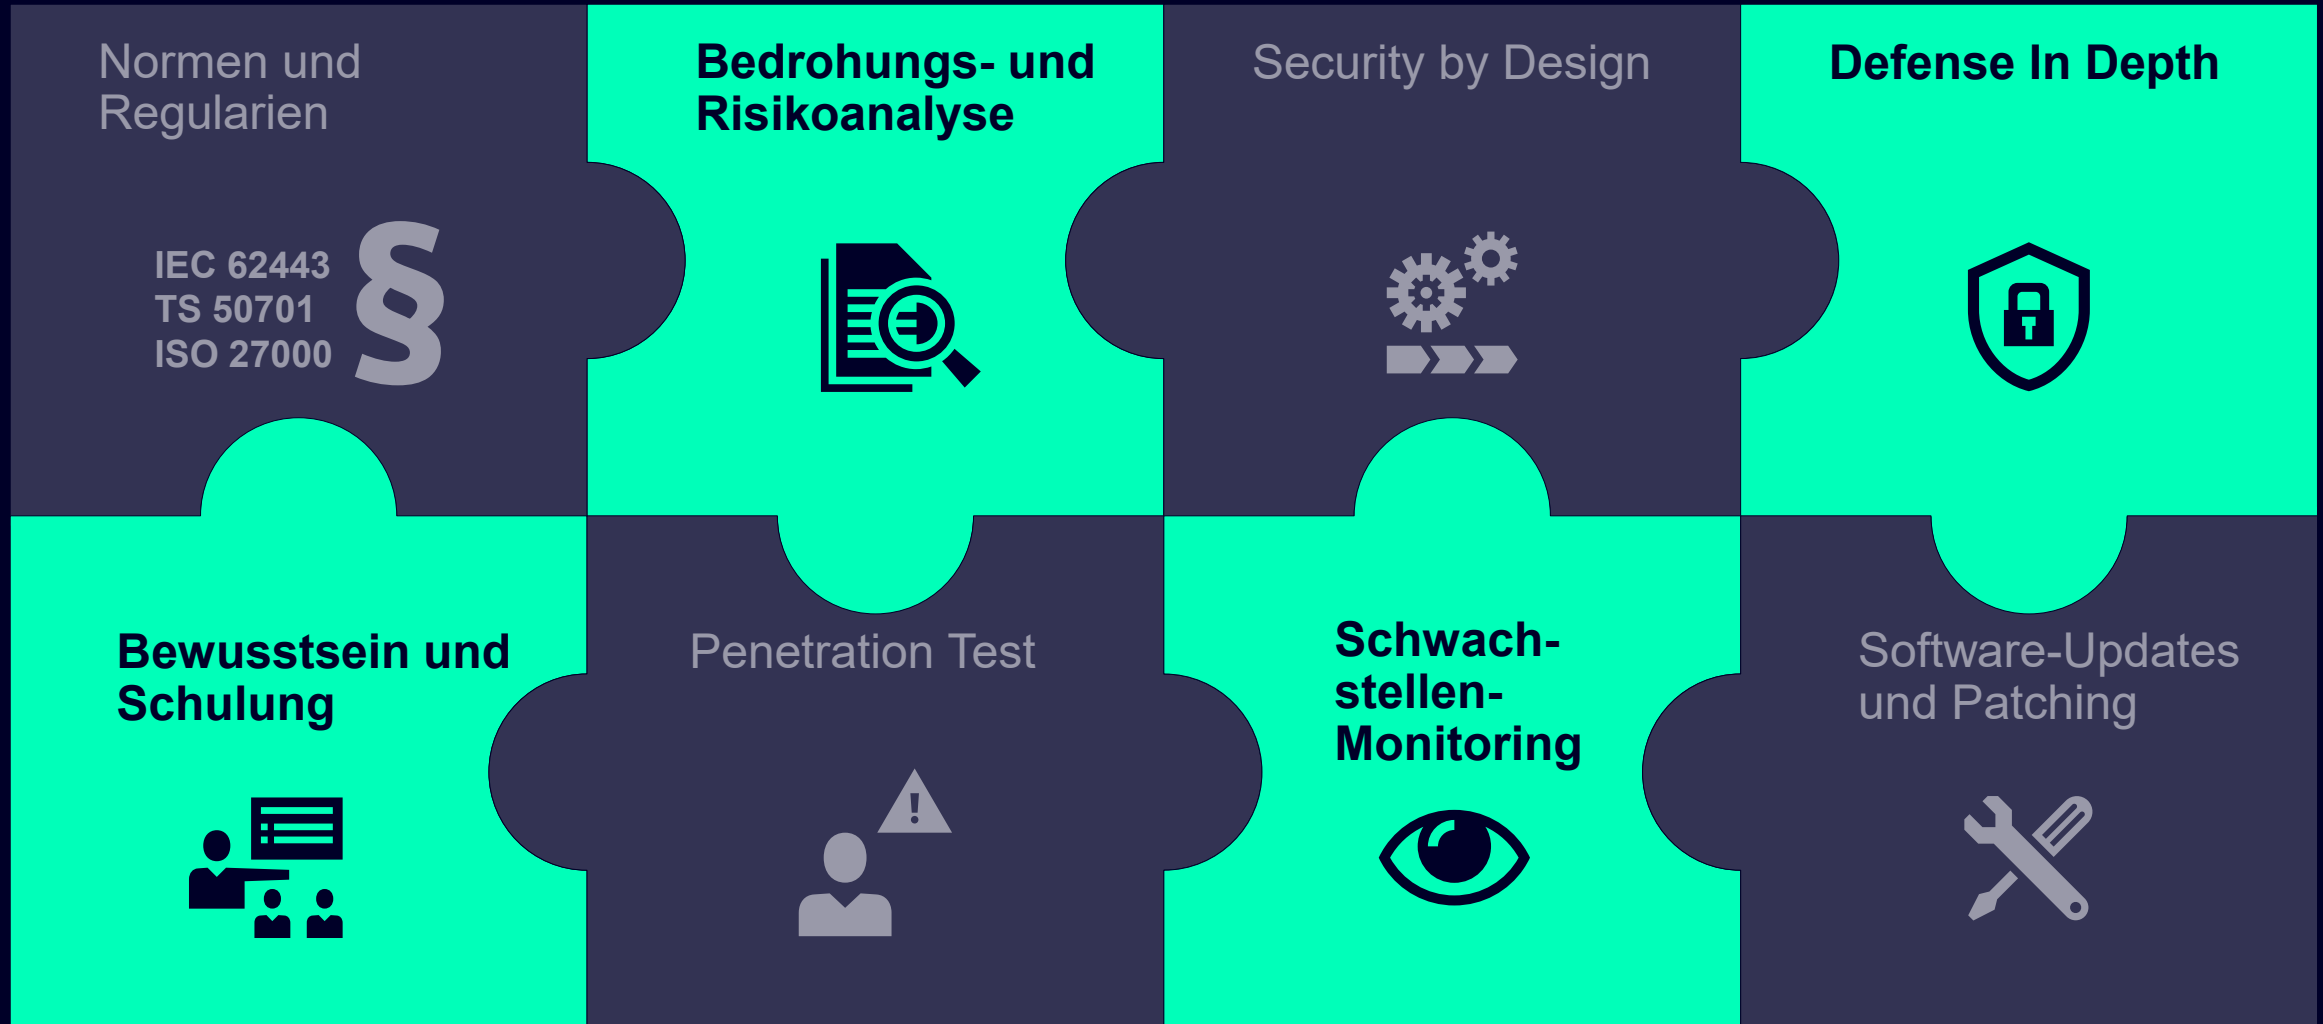 Normen und
Regularien
IEC 62443
TS 50701
ISO 27000
§
Bedrohungs- und
Risikoanalyse
Security by Design
Defense In Depth
Bewusstsein und
Schulung
Penetration Test
!
Schwach-
stellen-
Monitoring
Software-Updates
und Patching